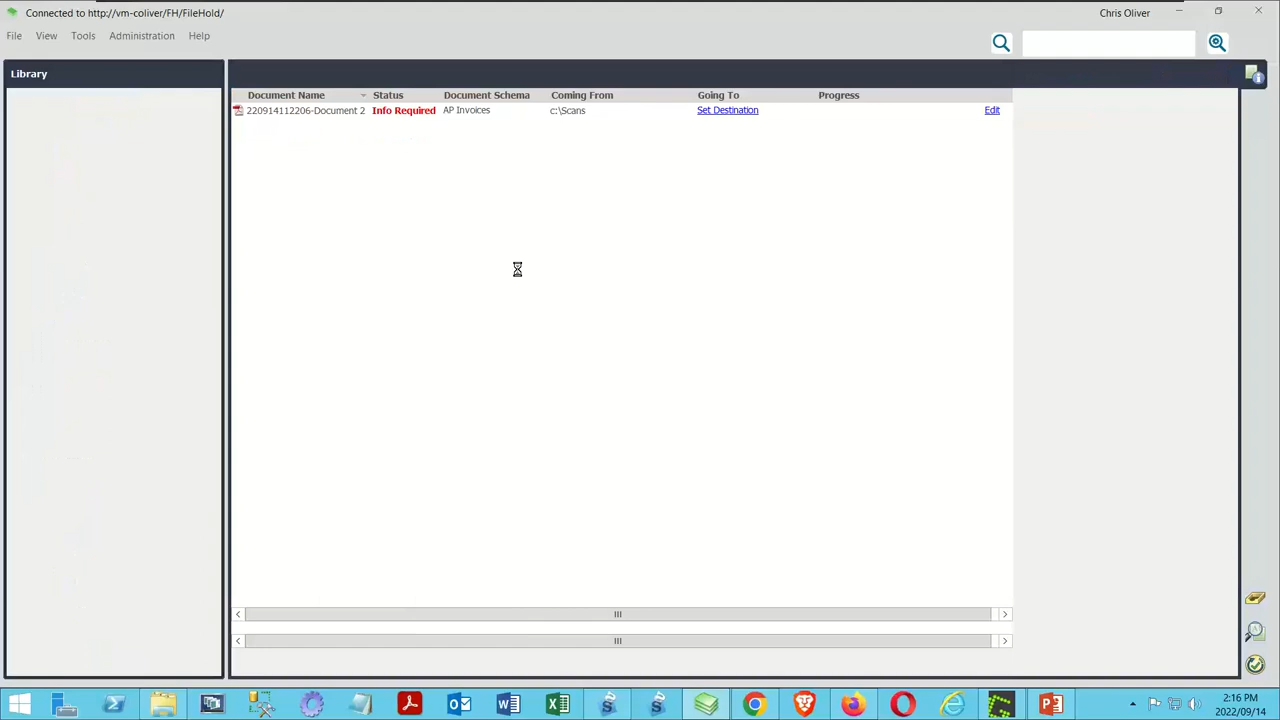 Connected to http://vm-coliver/FH/FileHold/
Chris Oliver
File View Tools Administration Help
Library
Document Name Status Document Schema Coming From Going To Progress
220914112206-Document 2 Info Required AP Invoices c:\Scans Set Destination Edit
2:16 PM
2022/09/14